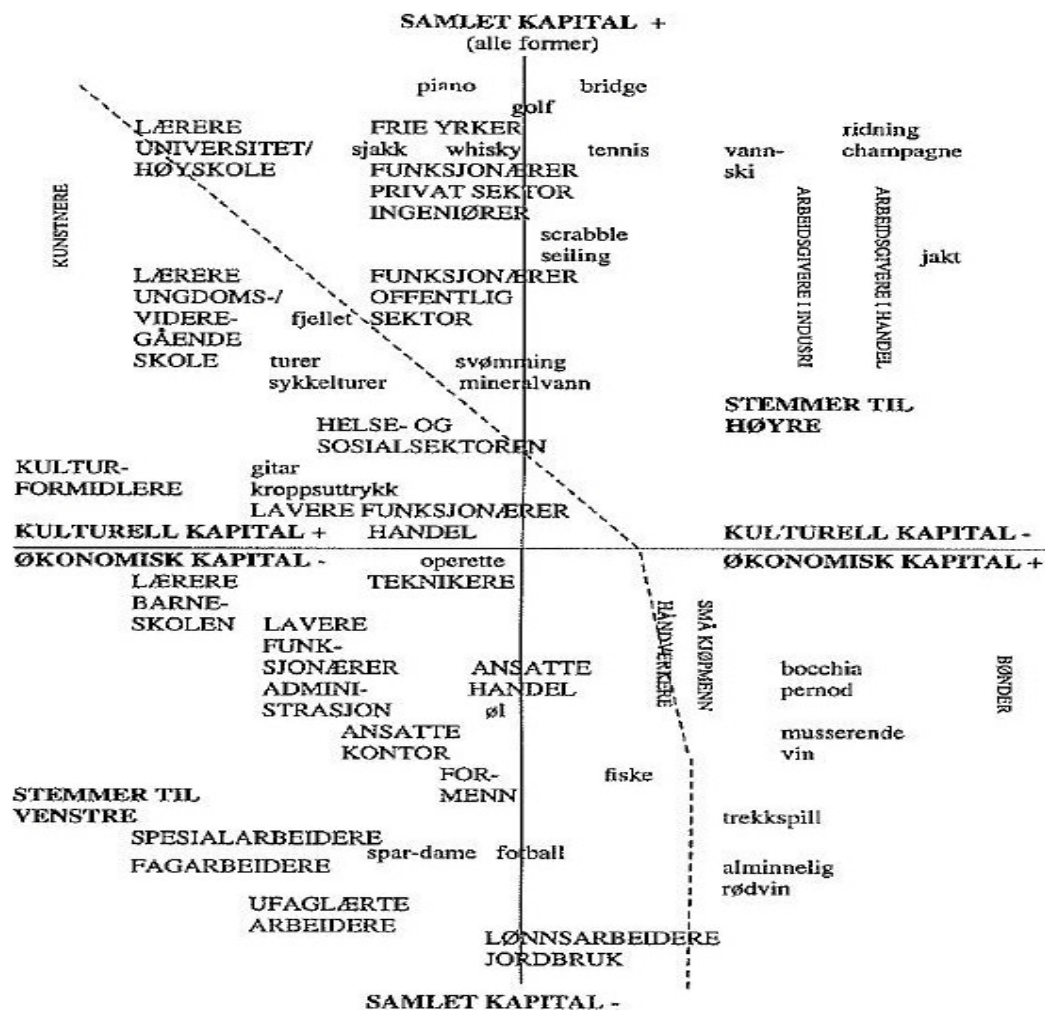 SAMLET KAPITAL +
(alle former)
piano bridge
golf
LÆRERE FRIE YRKER ridning
UNIVERSITET/ sjakk whisky tennis vann- champagne
HØYSKOLE FUNKSJONÆRER ski
PRIVAT SEKTOR
INGENIØRER
KUNSTNERE
ARBEIDSGIVERE I INDUSRI
ARBEIDSGIVERE I HANDEL
scrabble
seiling jakt
LÆRERE FUNKSJONÆRER
UNGDOMS-/ OFFENTLIG
VIDERE- fjellet SEKTOR
GÅENDE
SKOLE turer svømming
sykkelturer mineralvann
STEMMER TIL
HØYRE
HELSE- OG
SOSIALSEKTOREN
KULTUR- gitar
FORMIDLERE kroppsuttrykk
LAVERE FUNKSJONÆRER
KULTURELL KAPITAL + HANDEL KULTURELL KAPITAL -
ØKONOMISK KAPITAL - operette ØKONOMISK KAPITAL +
LÆRERE TEKNIKERE
BARNE-
SKOLEN LAVERE
FUNK-
SJONÆRER ANSATTE bocchia
ADMINI- HANDEL pernod
STRASJON øl
HÅNDVERKERE
SMÅ KJØPMENN
BØNDER
ANSATTE musserende
KONTOR vin
FOR- fiske
MENN
STEMMER TIL
VENSTRE trekkspill
SPESIALARBEIDERE
spar-dame fotball
FAGARBEIDERE alminnelig
rødvin
UFAGLÆRTE
ARBEIDERE
LØNNSARBEIDERE
JORDBRUK
SAMLET KAPITAL -